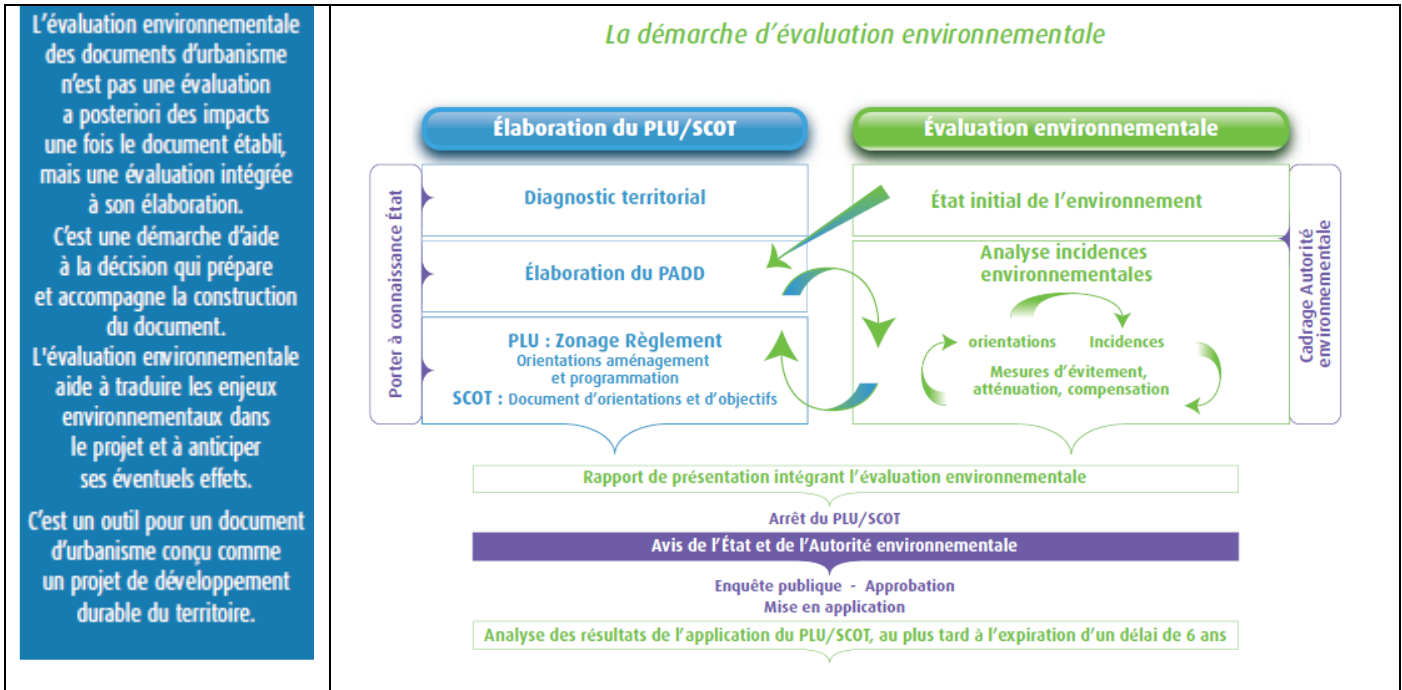 L'évaluation environnementale
des documents d'urbanisme
n'est pas une évaluation
a posteriori des impacts
une fois le document établi,
mais une évaluation intégrée
à son élaboration.
C'est une démarche d'aide
à la décision qui prépare
et accompagne la construction
du document.
L'évaluation environnementale
aide à traduire les enjeux
environnementaux dans
le projet et à anticiper
ses éventuels effets.
C'est un outil pour un document
d'urbanisme conçu comme
un projet de développement
durable du territoire.
La démarche d'évaluation environnementale
Élaboration du PLU/SCOT
Évaluation environnementale
Porter à connaissance État
Diagnostic territorial
État initial de l'environnement
Élaboration du PADD
Analyse incidences
environnementales
PLU : Zonage Règlement
Orientations aménagement
et programmation
SCOT : Document d'orientations et d'objectifs
orientations
Incidences
Mesures d'évitement,
atténuation, compensation
Cadrage Autorité
environnementale
Rapport de présentation intégrant l'évaluation environnementale
Arrêt du PLU/SCOT
Avis de l'État et de l'Autorité environnementale
Enquête publique - Approbation
Mise en application
Analyse des résultats de l'application du PLU/SCOT, au plus tard à l'expiration d'un délai de 6 ans